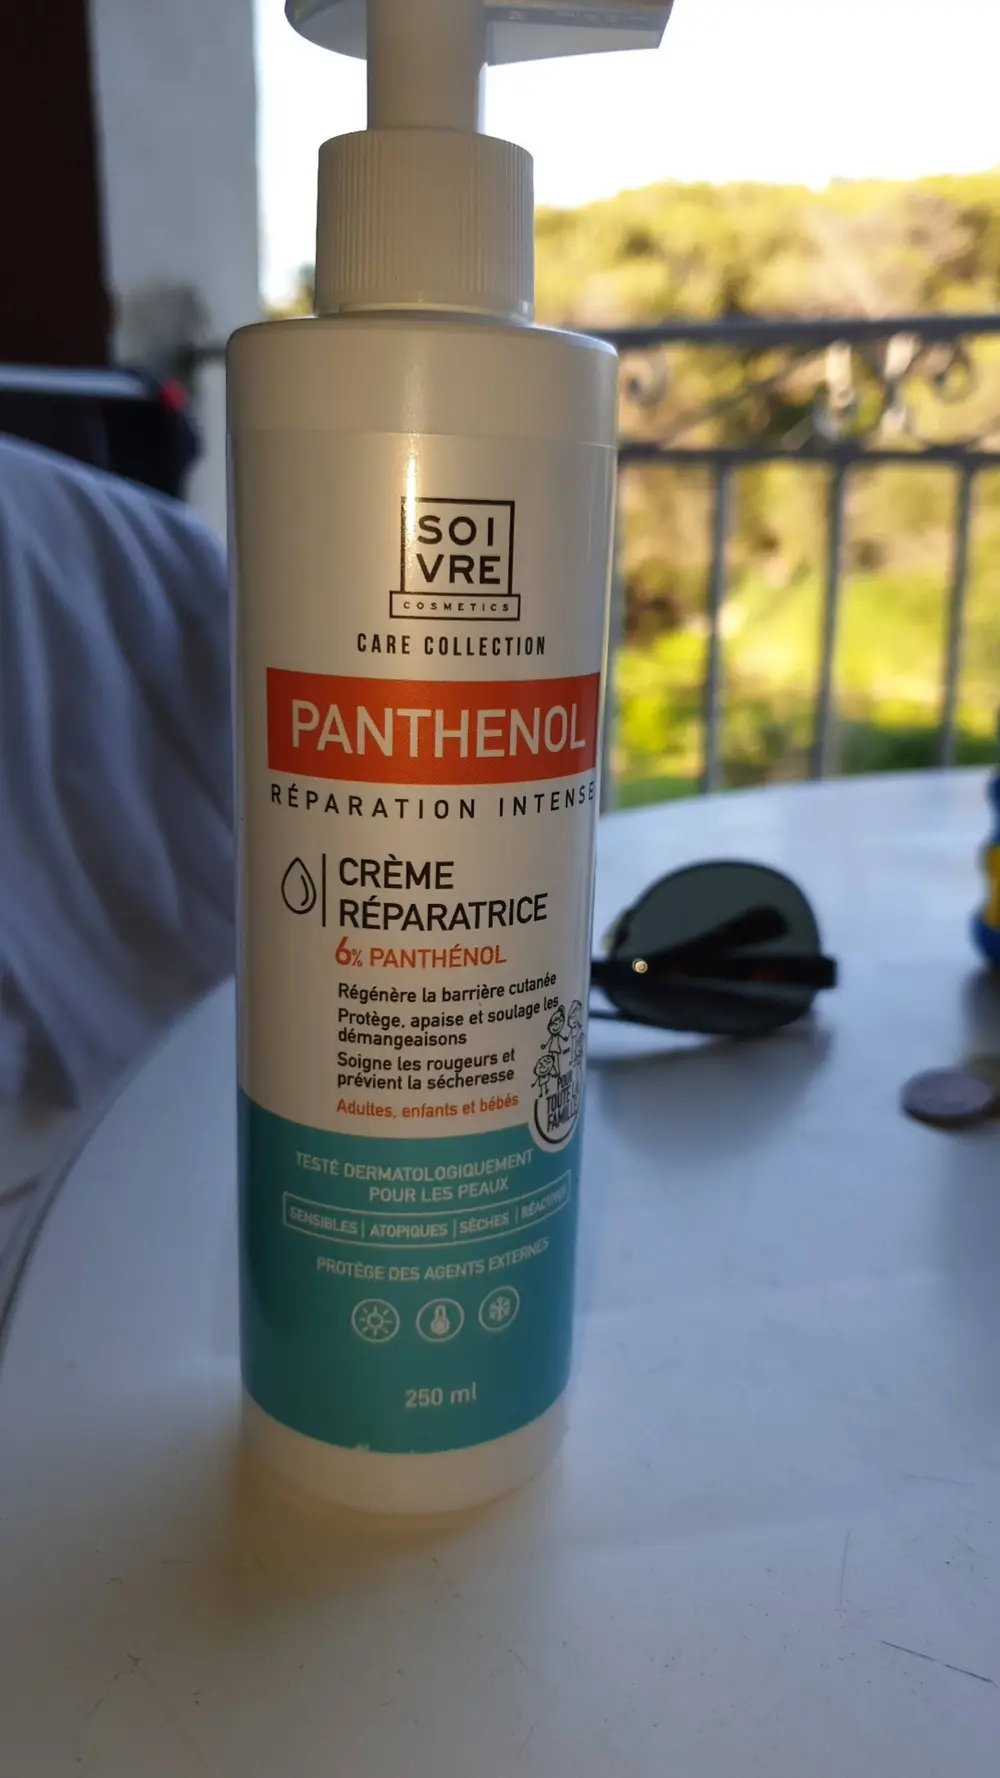 SOI
VRE
COSMETICS
CARE COLLECTION
PANTHENOL
RÉPARATION INTENSE
CRÈME
RÉPARATRICE
6% PANTHÉNOL
Régénère la barrière cutanée
Protège, apaise et soulage les
démangeaisons
Soigne les rougeurs et
prévient la sécheresse
Adultes, enfants et bébés
POUR
TOUTE LA
FAMILLE
TESTÉ DERMATOLOGIQUEMENT
POUR LES PEAUX
SENSIBLES | ATOPIQUES | SÈCHES | RÉACTIVES
PROTÈGE DES AGENTS EXTERNES
250 ml